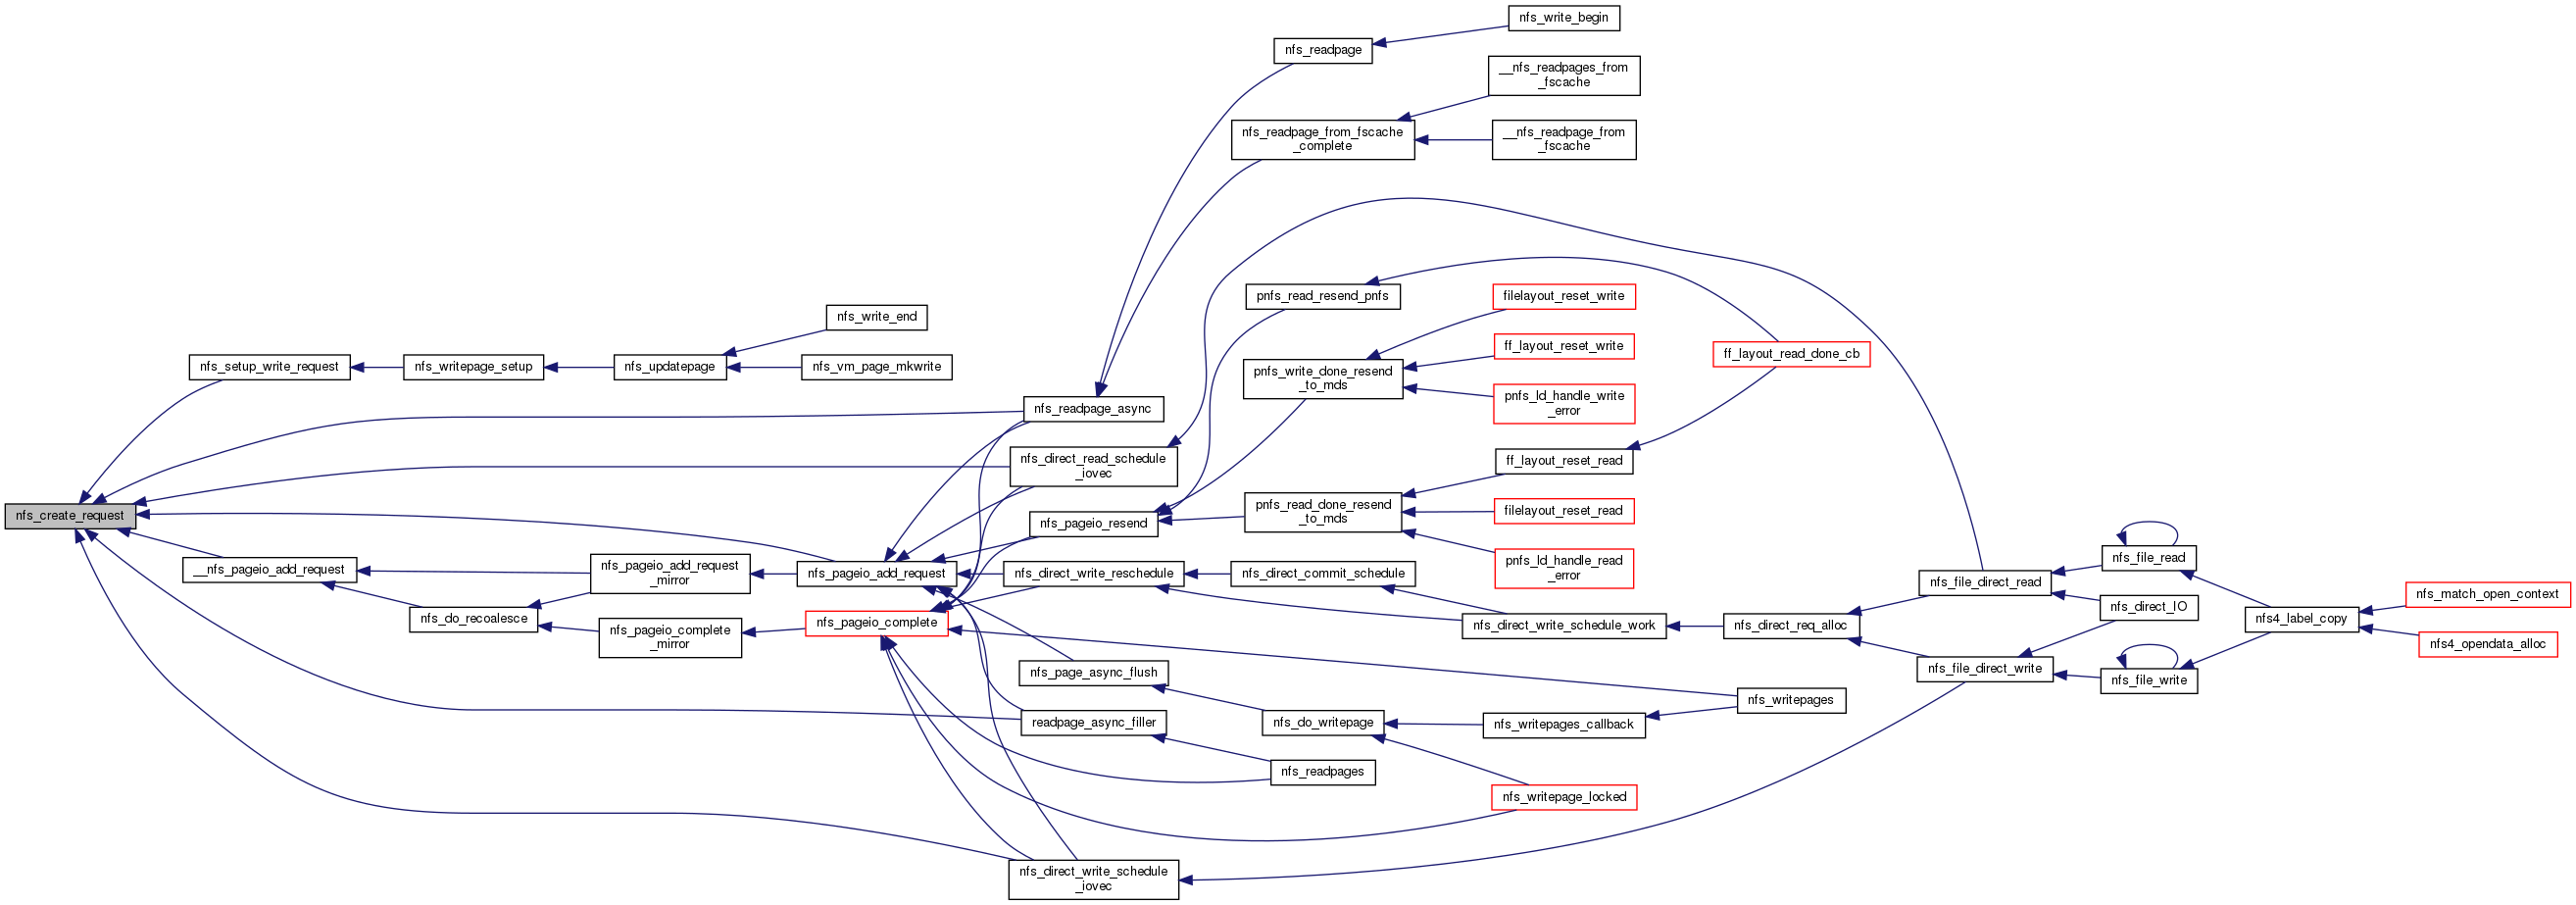 nfs_write_begin
nfs_readpage
__nfs_readpages_from
_fscache
nfs_readpage_from_fscache
_complete
__nfs_readpage_from
_fscache
pnfs_read_resend_pnfs
filelayout_reset_write
nfs_write_end
ff_layout_reset_write
ff_layout_read_done_cb
nfs_setup_write_request
nfs_writepage_setup
nfs_updatepage
nfs_vm_page_mkwrite
pnfs_write_done_resend
_to_mds
pnfs_ld_handle_write
_error
nfs_readpage_async
nfs_direct_read_schedule
_iovec
ff_layout_reset_read
nfs_create_request
nfs_pageio_resend
pnfs_read_done_resend
_to_mds
filelayout_reset_read
nfs_file_read
__nfs_pageio_add_request
nfs_pageio_add_request
_mirror
nfs_pageio_add_request
nfs_direct_write_reschedule
nfs_direct_commit_schedule
pnfs_ld_handle_read
_error
nfs_file_direct_read
nfs_match_open_context
nfs_direct_IO
nfs_do_recoalesce
nfs_pageio_complete
nfs4_label_copy
nfs_pageio_complete
_mirror
nfs_direct_write_schedule_work
nfs_direct_req_alloc
nfs4_opendata_alloc
nfs_page_async_flush
nfs_file_direct_write
nfs_file_write
nfs_writepages
readpage_async_filler
nfs_do_writepage
nfs_writepages_callback
nfs_readpages
nfs_writepage_locked
nfs_direct_write_schedule
_iovec